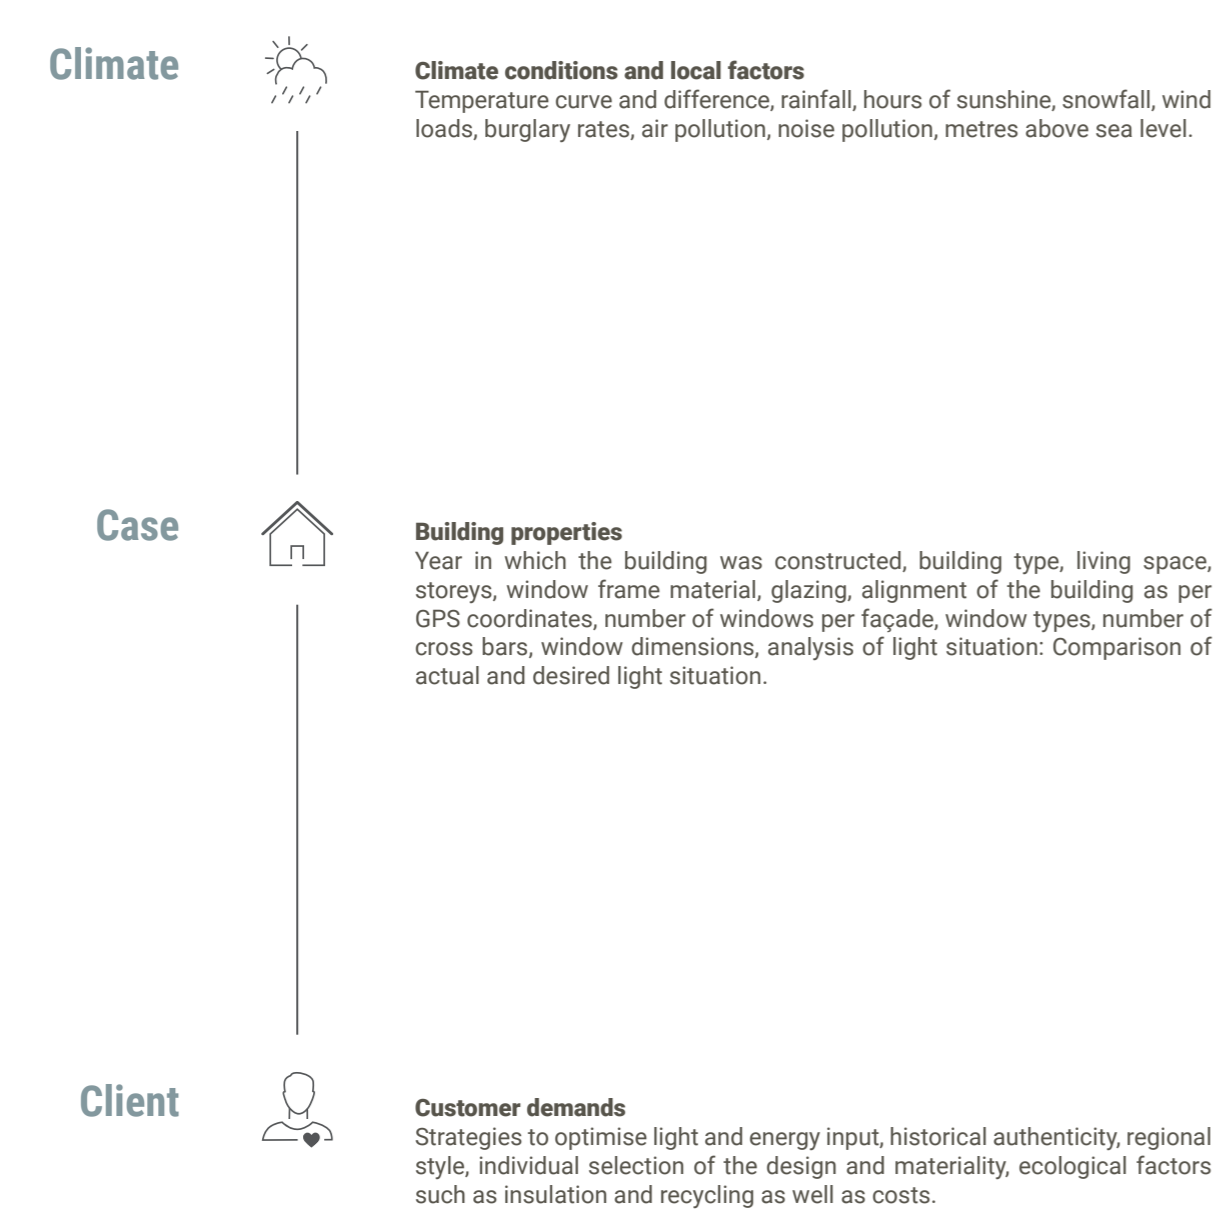 Climate
Climate conditions and local factors
Temperature curve and difference, rainfall, hours of sunshine, snowfall, wind
loads, burglary rates, air pollution, noise pollution, metres above sea level.
Case
Building properties
Year in which the building was constructed, building type, living space,
storeys, window frame material, glazing, alignment of the building as per
GPS coordinates, number of windows per façade, window types, number of
cross bars, window dimensions, analysis of light situation: Comparison of
actual and desired light situation.
Client
Customer demands
Strategies to optimise light and energy input, historical authenticity, regional
style, individual selection of the design and materiality, ecological factors
such as insulation and recycling as well as costs.